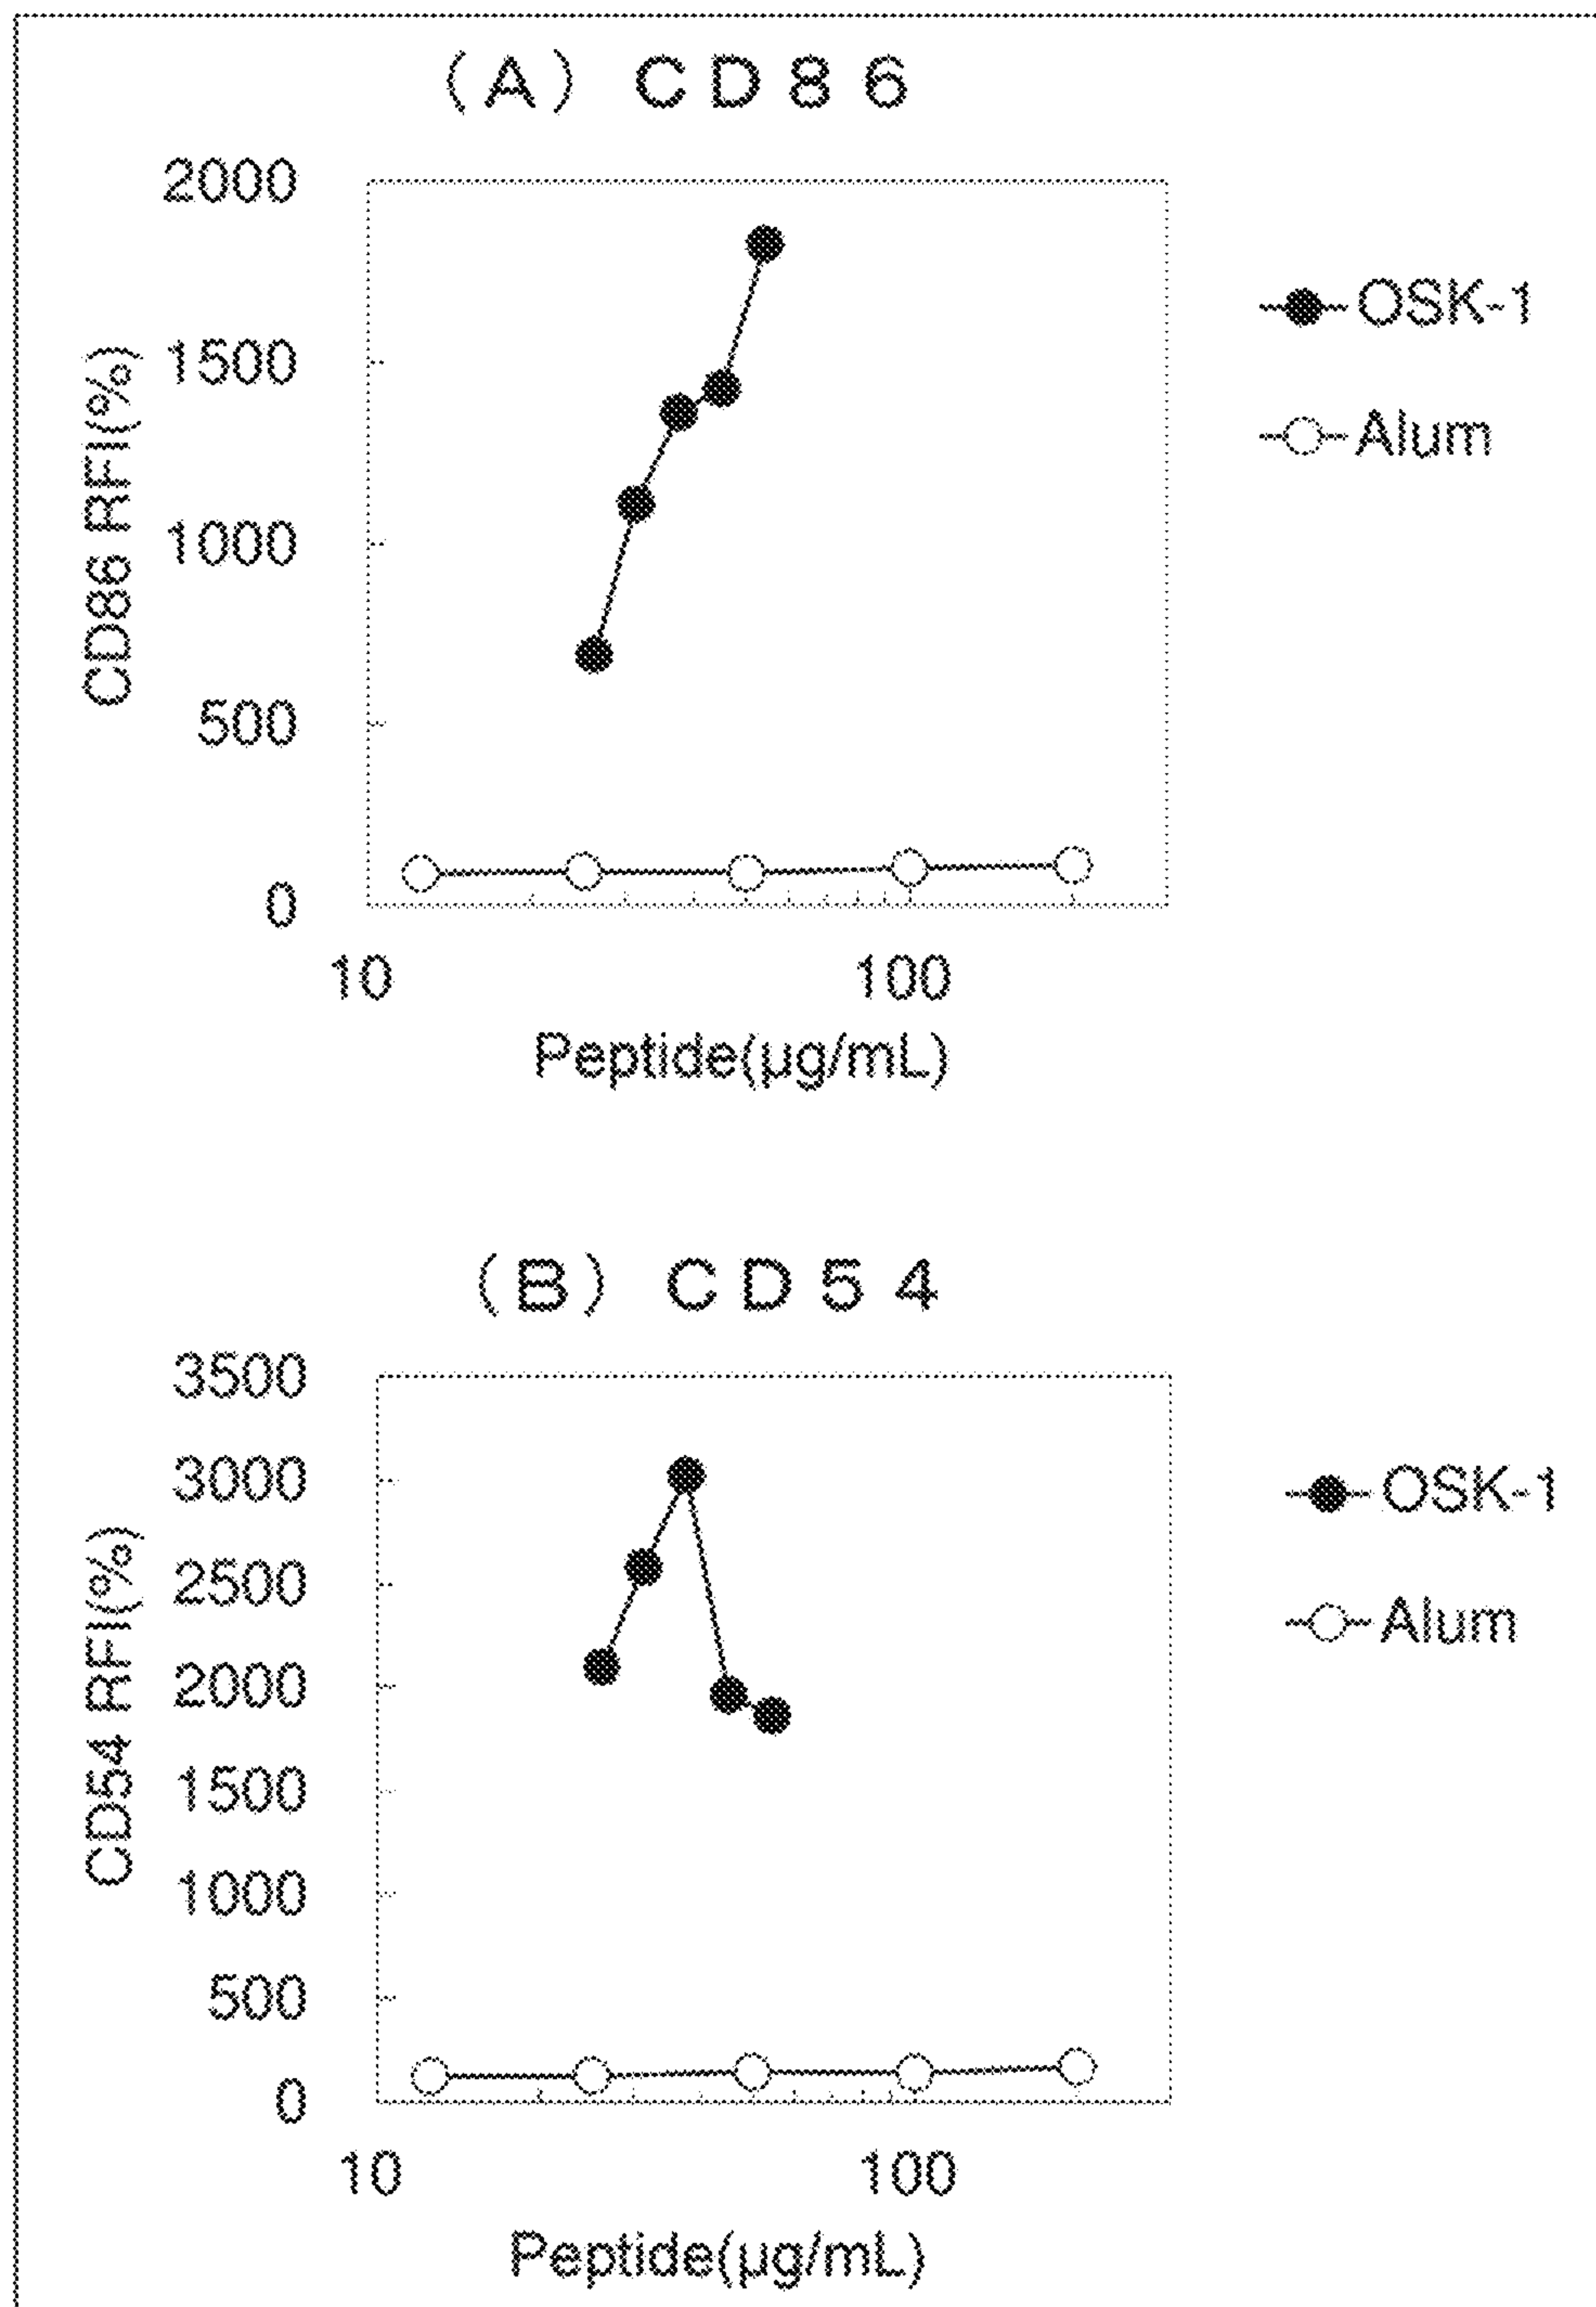 (A) CD86
2000
1500
1000
500
0
CD86 RFI(%)
10
100
Peptide(µg/mL)
OSK-1
Alum
(B) CD54
3500
3000
2500
2000
1500
1000
500
0
CD54 RFI(%)
10
100
Peptide(µg/mL)
OSK-1
Alum